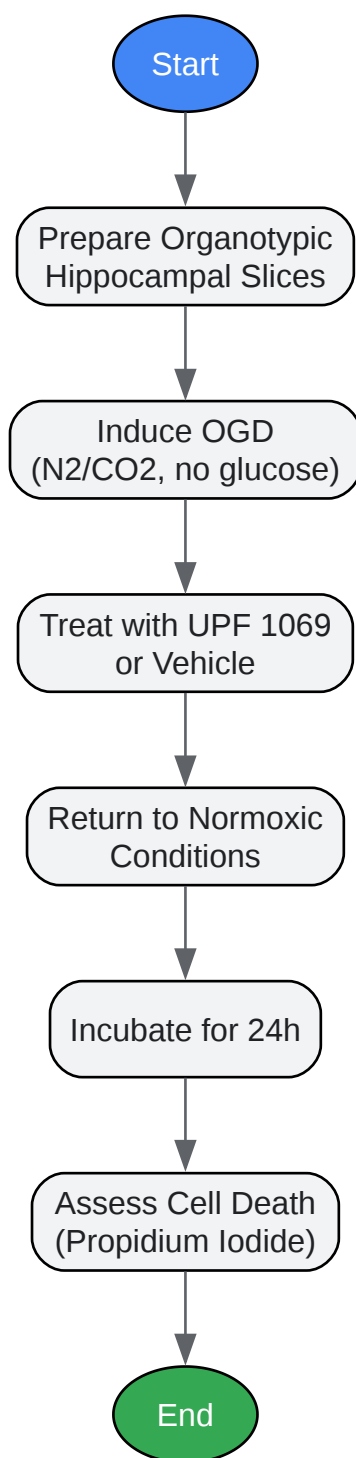 Start
Prepare Organotypic
Hippocampal Slices
Induce OGD
(N2/CO2, no glucose)
Treat with UPF 1069
or Vehicle
Return to Normoxic
Conditions
Incubate for 24h
Assess Cell Death
(Propidium Iodide)
End